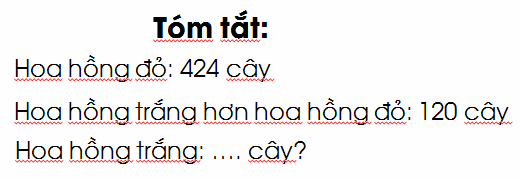 Tóm tắt:
Hoa hồng đỏ: 424 cây
Hoa hồng trắng hơn hoa hồng đỏ: 120 cây
Hoa hồng trắng: .... cây?